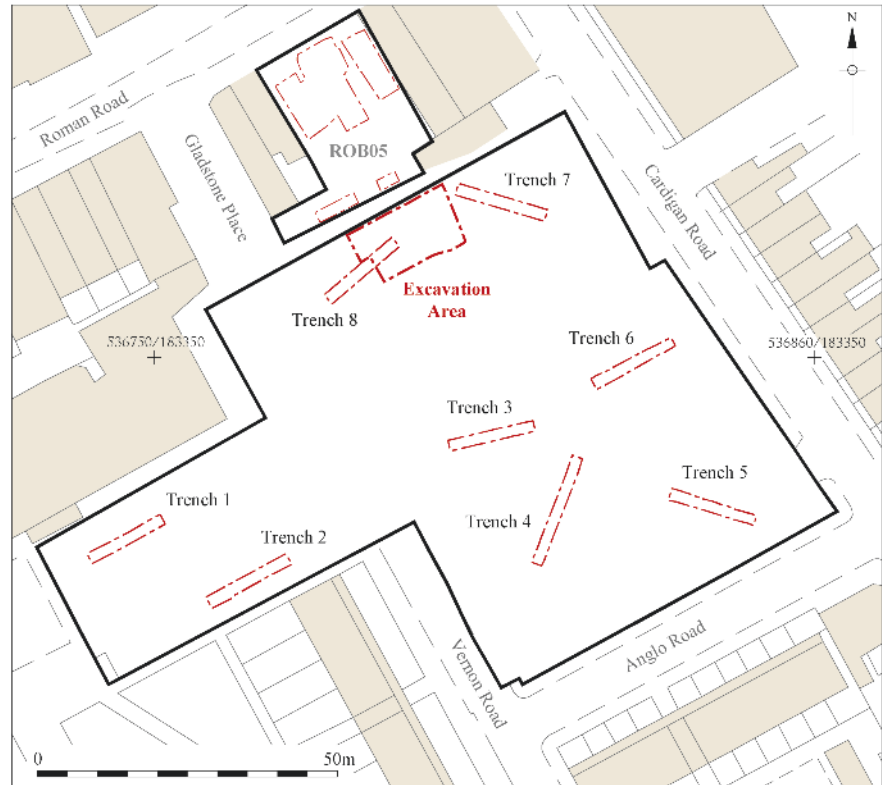 N
Roman Road
Gladstone Place
ROB05
Cardigan Road
Trench 7
Excavation
Area
Trench 8
536750/183350
536860/183350
Trench 6
Trench 3
Trench 5
Trench 4
Trench 1
Trench 2
Vernon Road
Anglo Road
0
50m